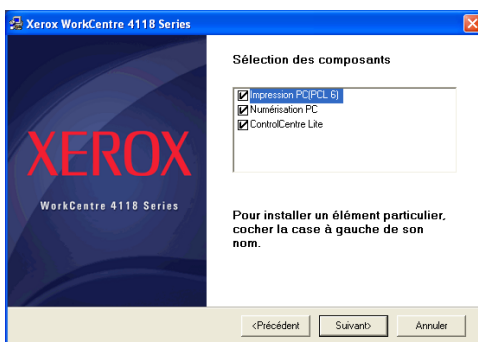 Xerox WorkCentre 4118 Series
Sélection des composants
Impression PC(PCL 6)
Numérisation PC
ControlCentre Lite
XEROX
WorkCentre 4118 Series
Pour installer un élément particulier,
cocher la case à gauche de son
nom.
<Précédent
Suivant>
Annuler